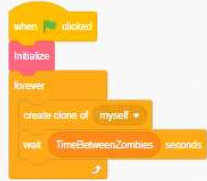 when clicked
Initialize
forever
create clone of myself
wait TimeBetweenZombies seconds